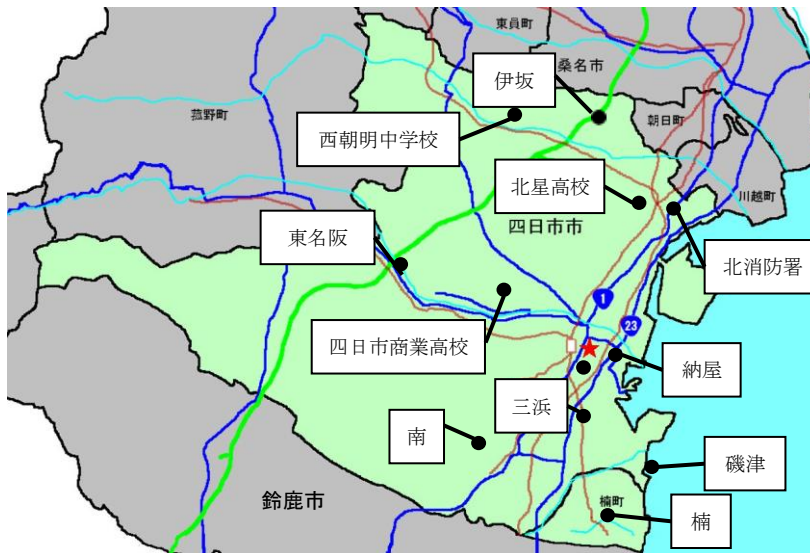 東員町
桑名市
伊坂
菰野町
朝日町
西朝明中学校
北星高校
川越町
四日市市
東名阪
北消防署
1
23
四日市商業高校
納屋
三浜
南
磯津
鈴鹿市
楠町
楠